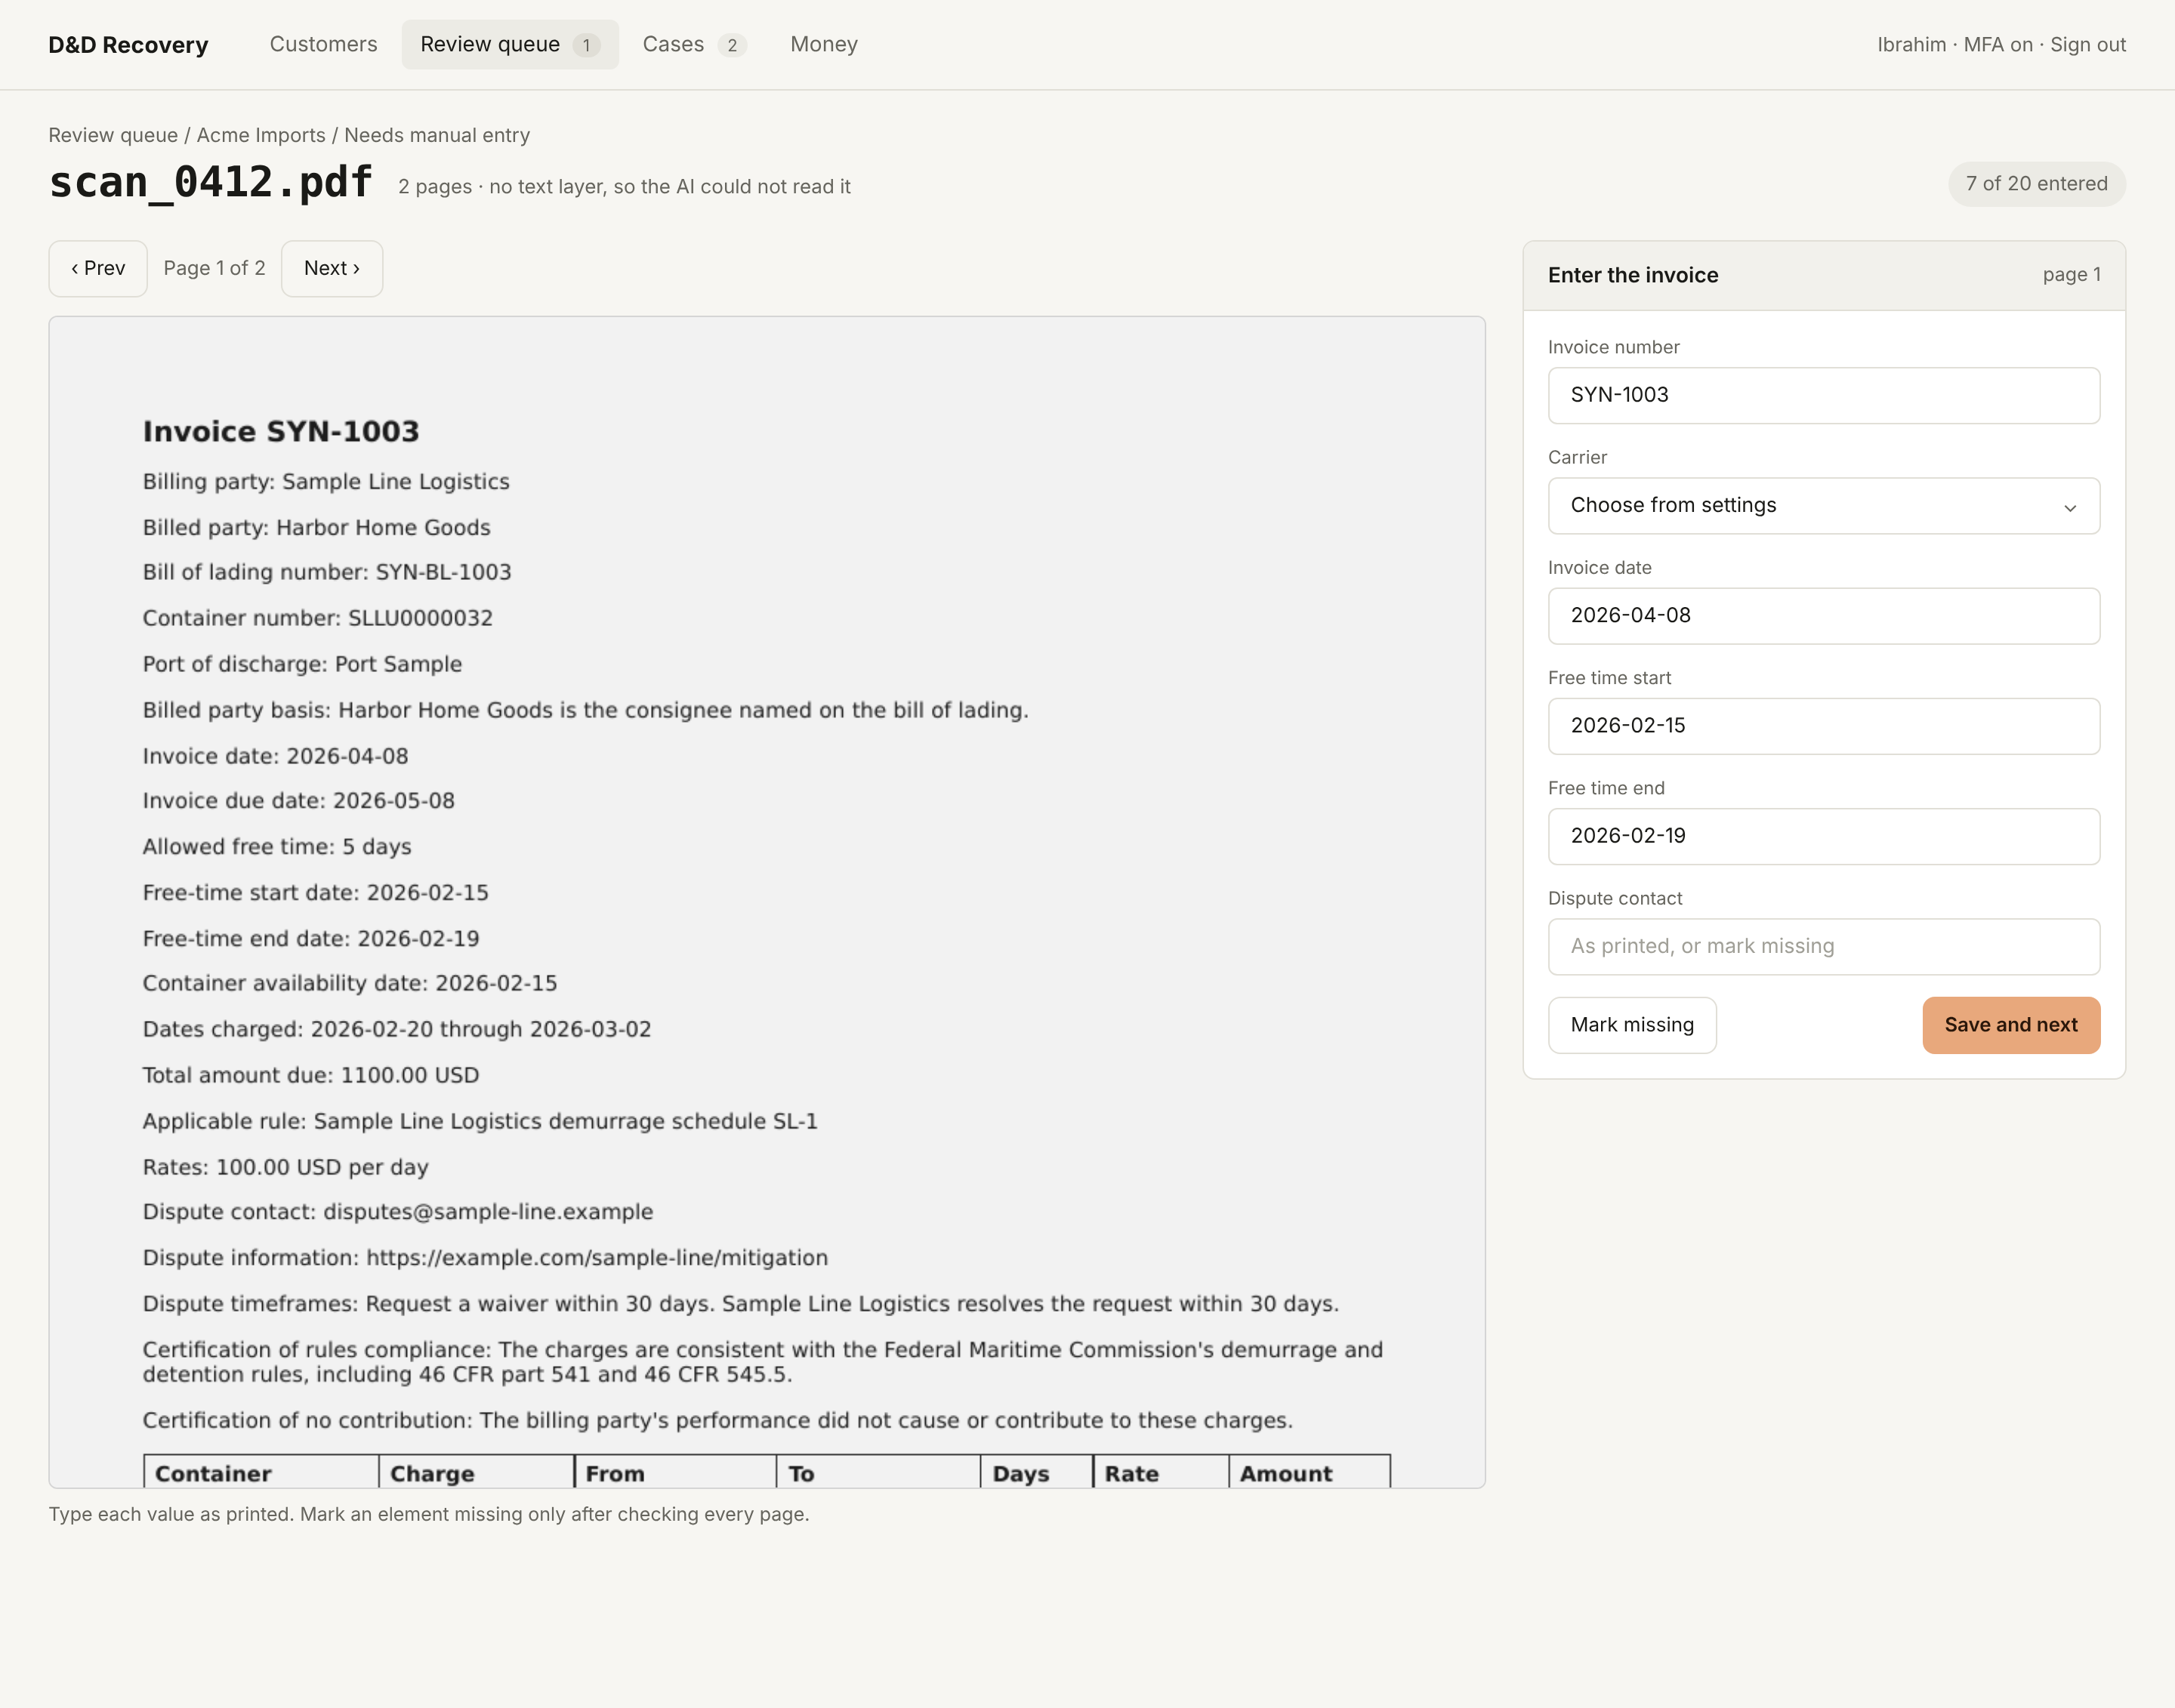 D&D Recovery
Customers
Review queue 1
Cases 2
Money
Ibrahim · MFA on · Sign out
Review queue / Acme Imports / Needs manual entry
scan_0412.pdf
2 pages · no text layer, so the AI could not read it
7 of 20 entered
‹ Prev
Page 1 of 2
Next ›
Invoice SYN-1003
Billing party: Sample Line Logistics
Billed party: Harbor Home Goods
Bill of lading number: SYN-BL-1003
Container number: SLLU0000032
Port of discharge: Port Sample
Billed party basis: Harbor Home Goods is the consignee named on the bill of lading.
Invoice date: 2026-04-08
Invoice due date: 2026-05-08
Allowed free time: 5 days
Free-time start date: 2026-02-15
Free-time end date: 2026-02-19
Container availability date: 2026-02-15
Dates charged: 2026-02-20 through 2026-03-02
Total amount due: 1100.00 USD
Applicable rule: Sample Line Logistics demurrage schedule SL-1
Rates: 100.00 USD per day
Dispute contact: disputes@sample-line.example
Dispute information: https://example.com/sample-line/mitigation
Dispute timeframes: Request a waiver within 30 days. Sample Line Logistics resolves the request within 30 days.
Certification of rules compliance: The charges are consistent with the Federal Maritime Commission's demurrage and
detention rules, including 46 CFR part 541 and 46 CFR 545.5.
Certification of no contribution: The billing party's performance did not cause or contribute to these charges.
Container Charge From To Days Rate Amount
Type each value as printed. Mark an element missing only after checking every page.
Enter the invoice
page 1
Invoice number
SYN-1003
Carrier
Choose from settings
Invoice date
2026-04-08
Free time start
2026-02-15
Free time end
2026-02-19
Dispute contact
As printed, or mark missing
Mark missing
Save and next